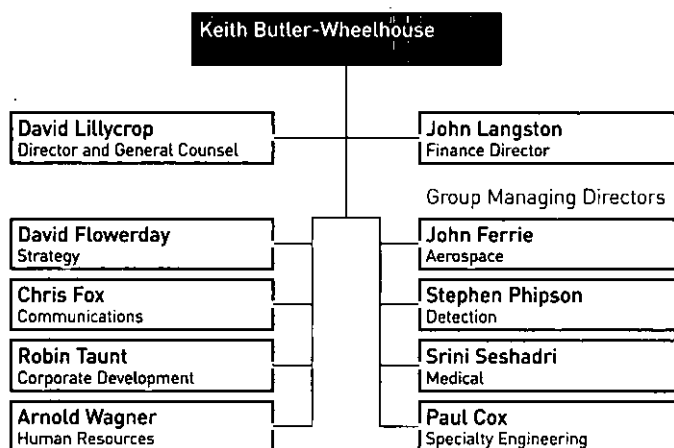 Keith Butler-Wheelhouse
David Lillycrop
Director and General Counsel
John Langston
Finance Director
Group Managing Directors
David Flowerday
Strategy
John Ferrie
Aerospace
Chris Fox
Communications
Stephen Phipson
Detection
Robin Taunt
Corporate Development
Srini Seshadri
Medical
Arnold Wagner
Human Resources
Paul Cox
Specialty Engineering